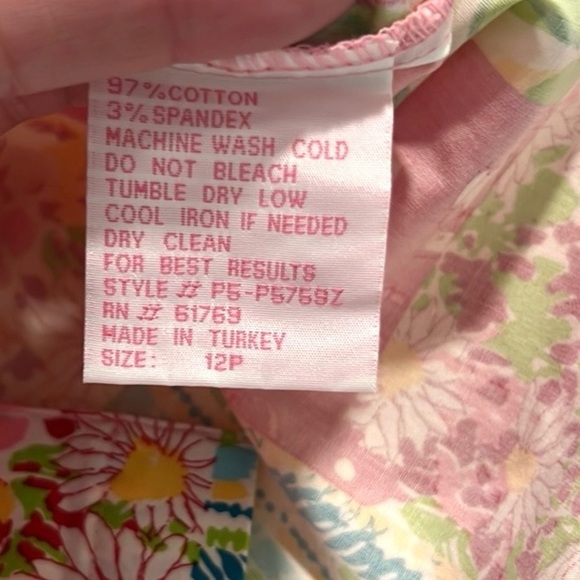 97%COTTON
3%SPANDEX
MACHINE WASH COLD
DO NOT BLEACH
TUMBLE DRY LOW
COOL IRON IF NEEDED
DRY CLEAN
FOR BEST RESULTS
STYLE # P5-P5769Z
RN # 61769
MADE IN TURKEY
SIZE: 12P